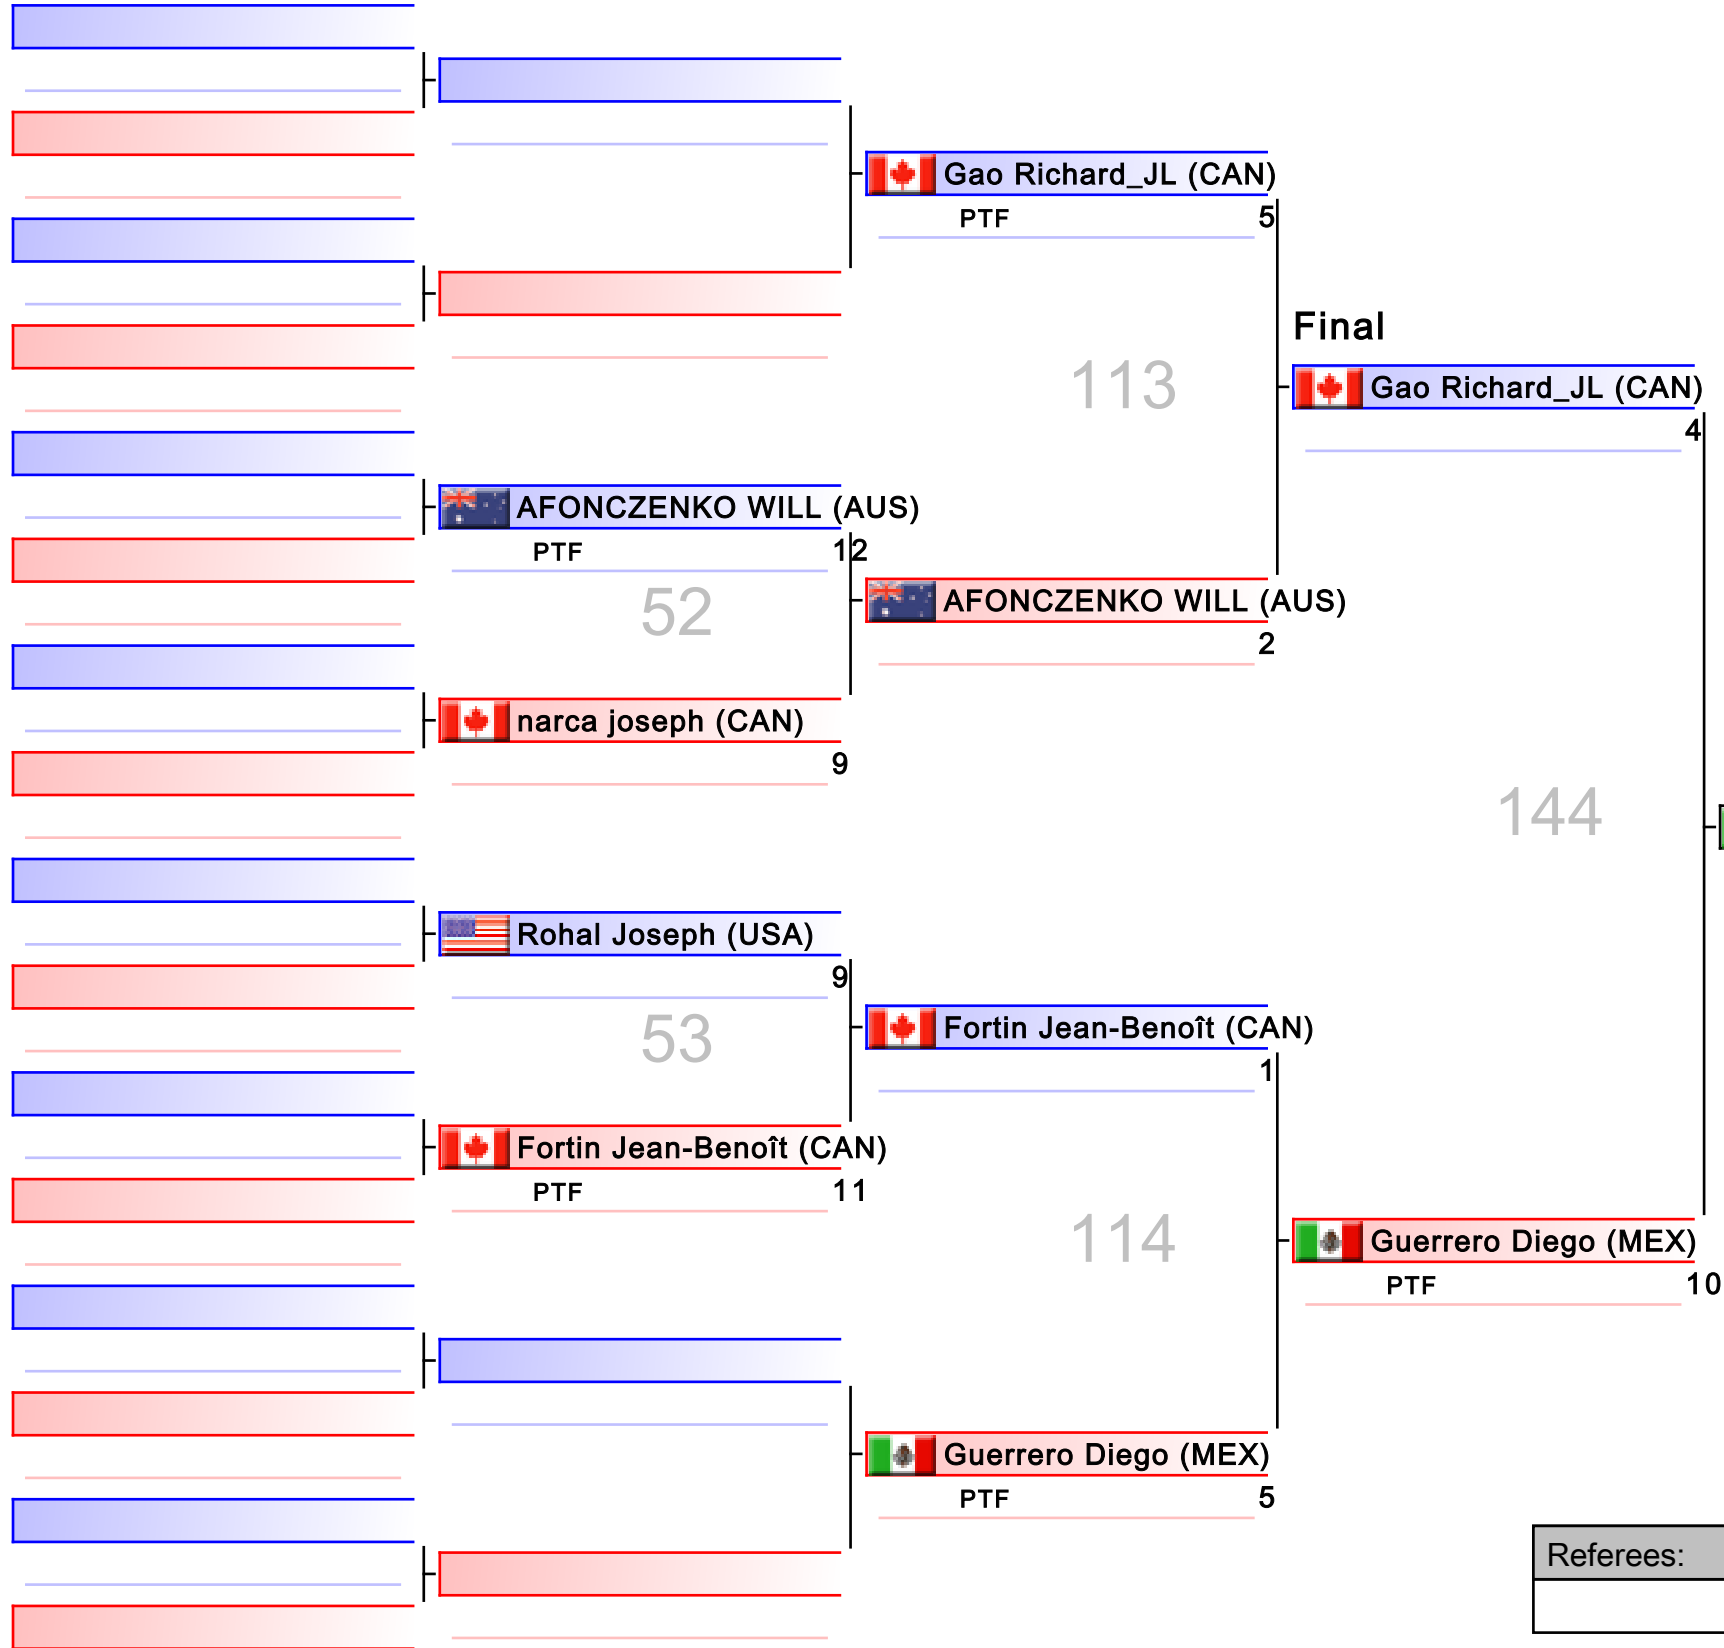 Gao Richard_JL (CAN)
PTF 5
Final
113
Gao Richard_JL (CAN)
4
AFONCZENKO WILL (AUS)
PTF 12
52
AFONCZENKO WILL (AUS)
2
narca joseph (CAN)
9
144
Rohal Joseph (USA)
9
53
Fortin Jean-Benoît (CAN)
1
Fortin Jean-Benoît (CAN)
PTF 11
114
Guerrero Diego (MEX)
PTF 10
Guerrero Diego (MEX)
PTF 5
Referees: